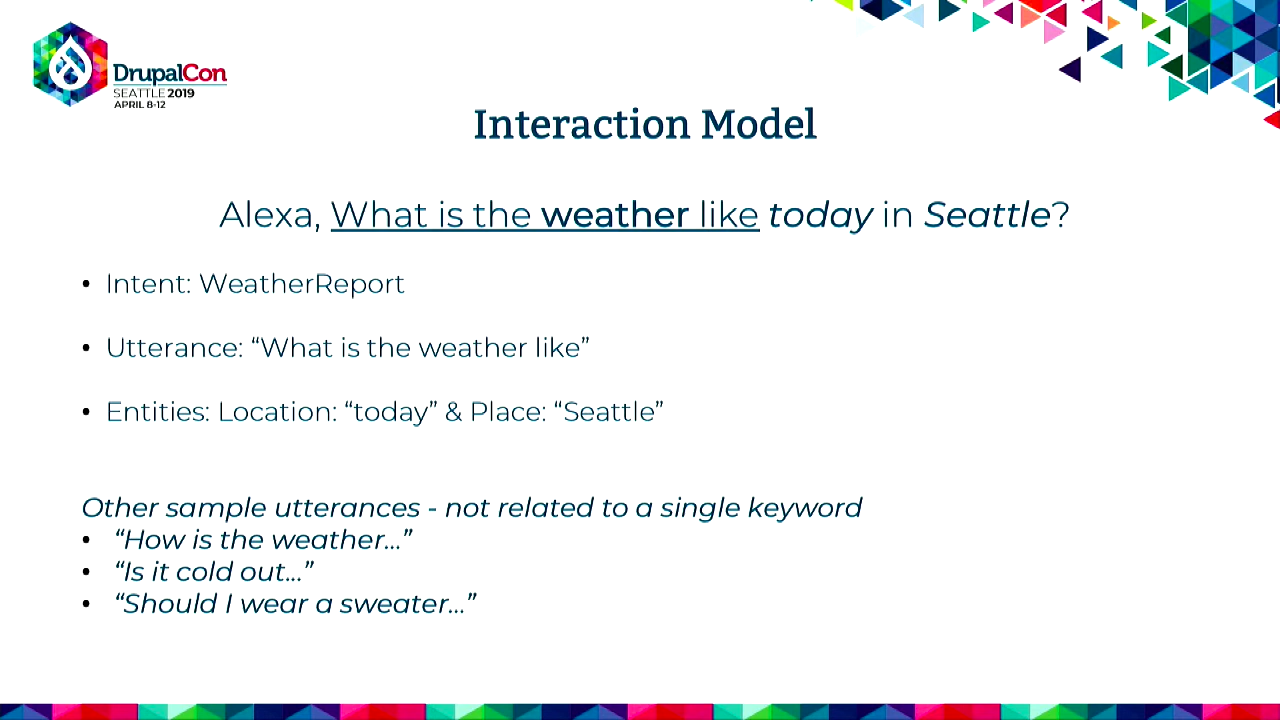 DrupalCon
SEATTLE 2019
APRIL 8-12
Interaction Model
Alexa, What is the weather like today in Seattle?
• Intent: WeatherReport
• Utterance: “What is the weather like”
• Entities: Location: “today” & Place: “Seattle”
Other sample utterances - not related to a single keyword
• “How is the weather...”
• “Is it cold out...”
• “Should I wear a sweater...”